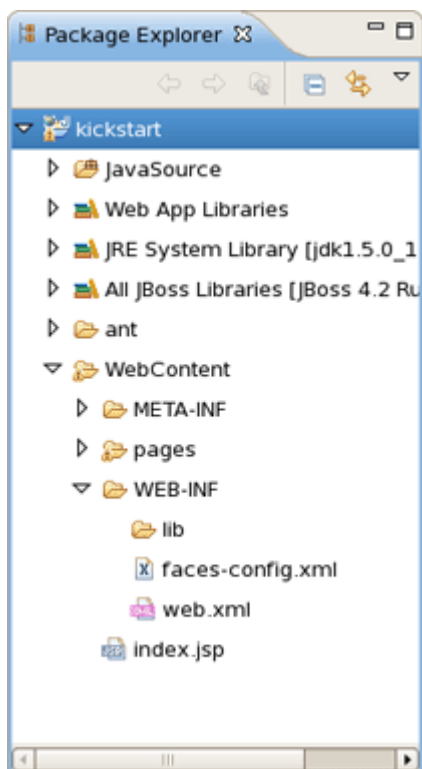 Package Explorer
kickstart
JavaSource
Web App Libraries
JRE System Library [jdk1.5.0_1
All JBoss Libraries [JBoss 4.2 Ru
ant
WebContent
META-INF
pages
WEB-INF
lib
faces-config.xml
web.xml
index.jsp